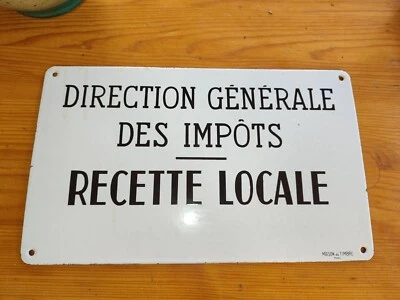 DIRECTION GÉNÉRALE
DES IMPÔTS
RECETTE LOCALE